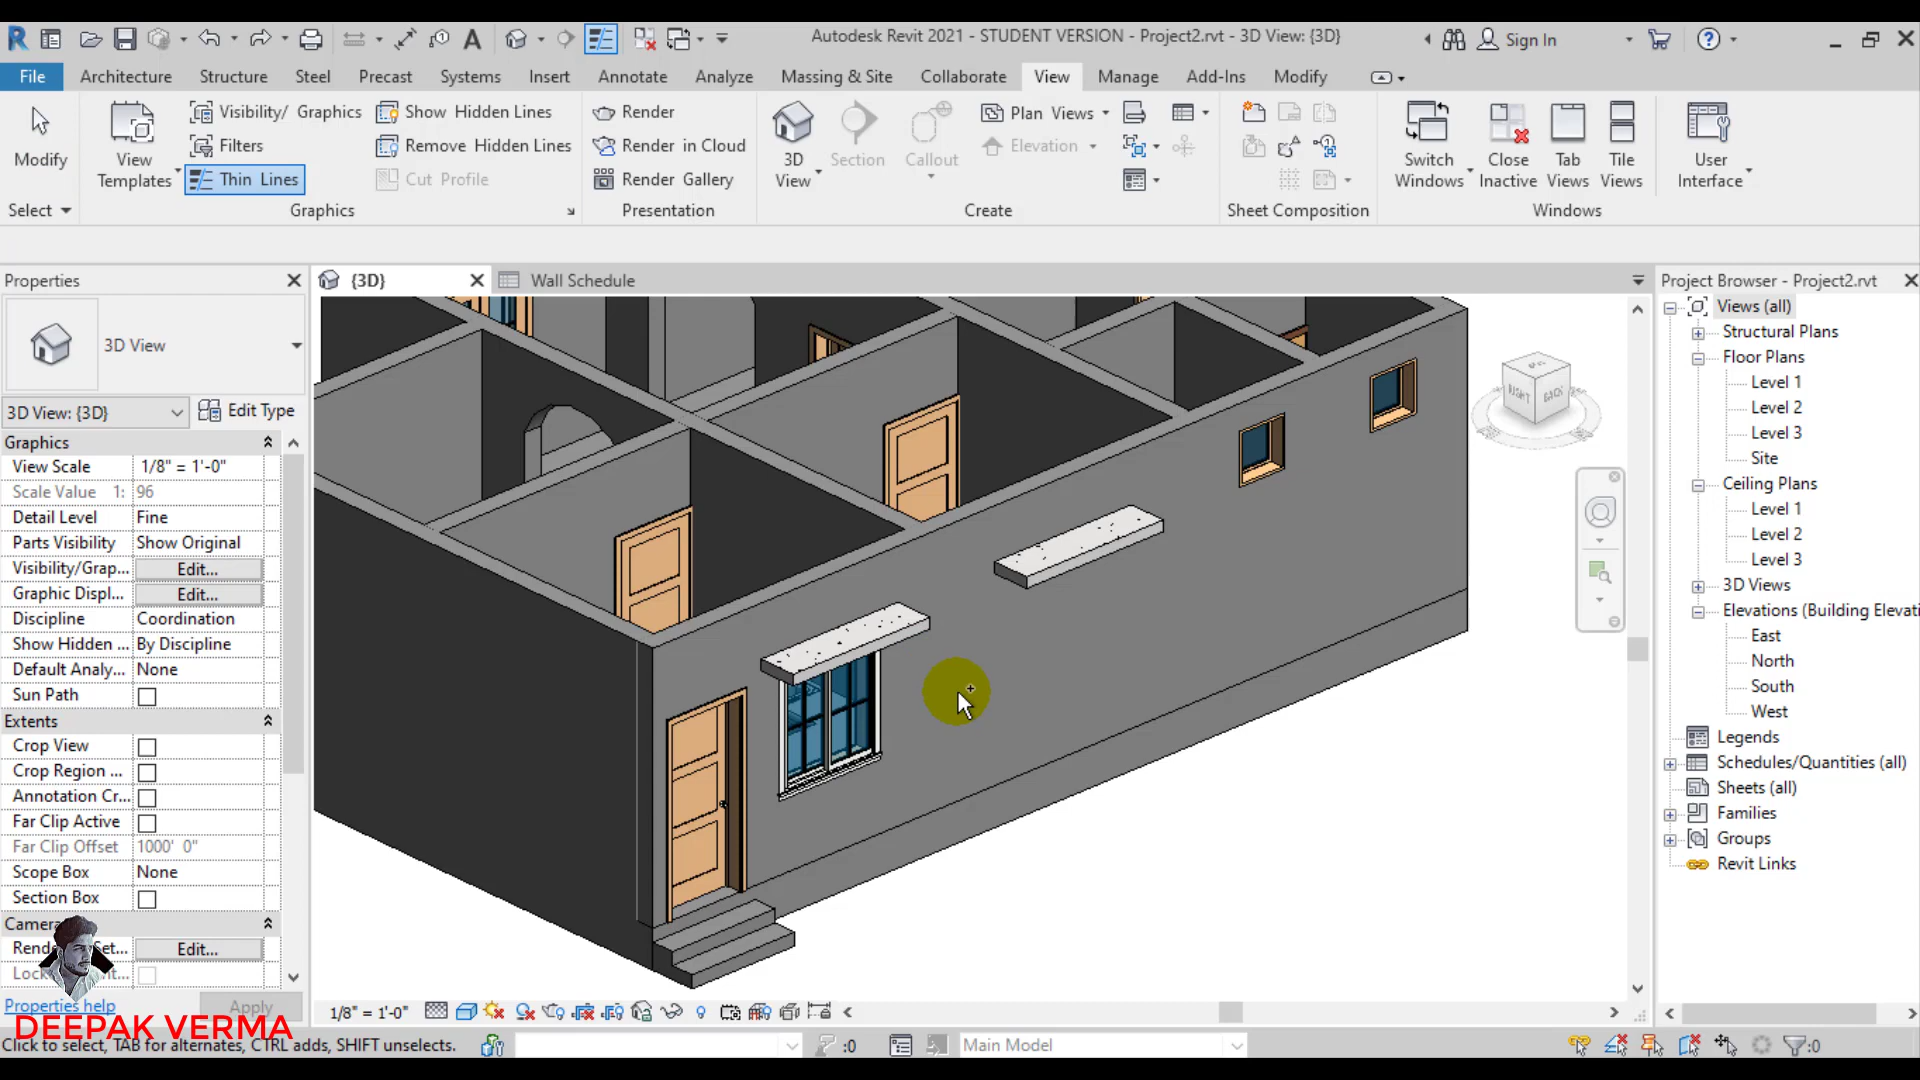 Autodesk Revit 2021 - STUDENT VERSION - Project2.rvt - 3D View: {3D}
Sign In
File Architecture Structure Steel Precast Systems Insert Annotate Analyze Massing & Site Collaborate View Manage Add-Ins Modify
Modify
View Templates
Visibility/ Graphics
Filters
Thin Lines
Show Hidden Lines
Remove Hidden Lines
Cut Profile
Render
Render in Cloud
Render Gallery
3D View
Section
Callout
Plan Views
Elevation
Switch Windows
Close Inactive
Tab Views
Tile Views
User Interface
Select Graphics Presentation Create Sheet Composition Windows
Properties
{3D}
Wall Schedule
Project Browser - Project2.rvt
3D View
3D View: {3D} Edit Type
Graphics
View Scale 1/8" = 1'-0"
Scale Value 1: 96
Detail Level Fine
Parts Visibility Show Original
Visibility/Grap... Edit...
Graphic Displ... Edit...
Discipline Coordination
Show Hidden ... By Discipline
Default Analy... None
Sun Path
Extents
Crop View
Crop Region ...
Annotation Cr...
Far Clip Active
Far Clip Offset 1000' 0"
Scope Box None
Section Box
Camera
Edit...
Properties help Apply
DEEPAK VERMA
RIGHT BACK
Views (all)
Structural Plans
Floor Plans
Level 1
Level 2
Level 3
Site
Ceiling Plans
Level 1
Level 2
Level 3
3D Views
Elevations (Building Elevati
East
North
South
West
Legends
Schedules/Quantities (all)
Sheets (all)
Families
Groups
Revit Links
1/8" = 1'-0"
Click to select, TAB for alternates, CTRL adds, SHIFT unselects. :0 Main Model :0